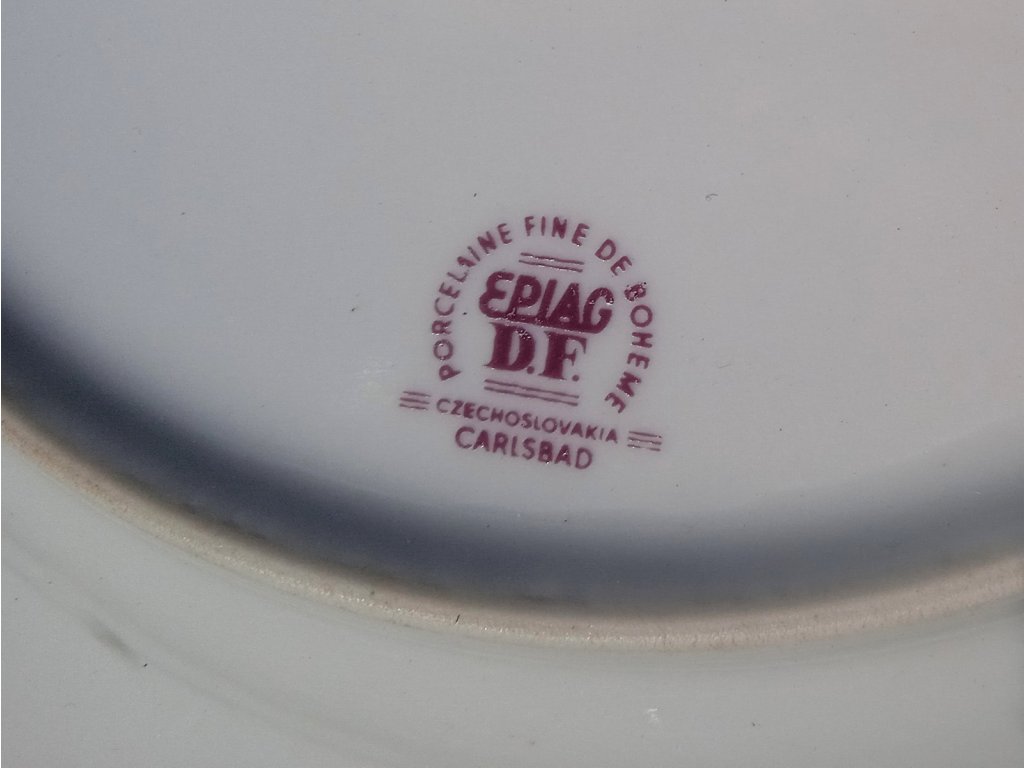 PORCELAINE FINE DE BOHEME
EPIAG
D.F.
CZECHOSLOVAKIA
CARLSBAD